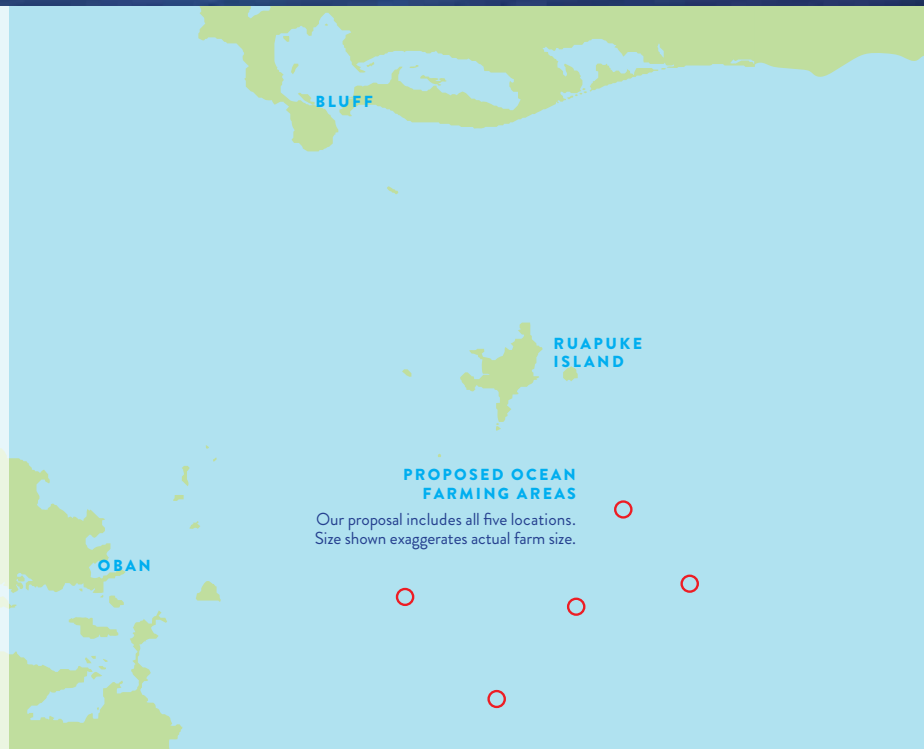 BLUFF
RUAPUKE
ISLAND
PROPOSED OCEAN
FARMING AREAS
Our proposal includes all five locations.
Size shown exaggerates actual farm size.
OBAN